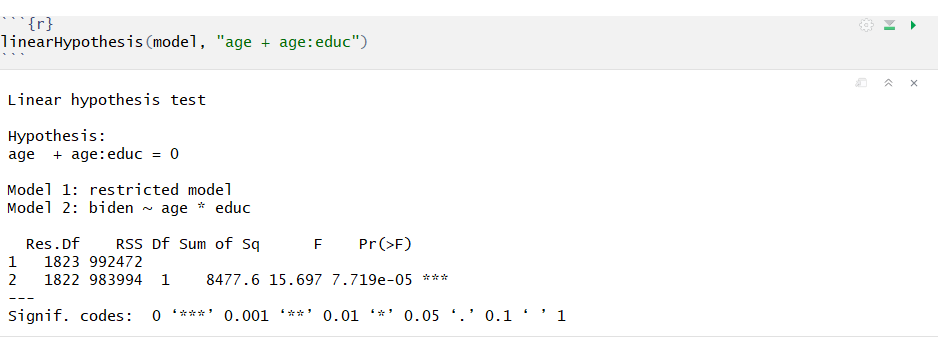 ```{r}
linearHypothesis(model, "age + age:educ")
```
Linear hypothesis test
Hypothesis:
age  + age:educ = 0
Model 1: restricted model
Model 2: biden ~ age * educ
  Res.Df    RSS Df Sum of Sq      F    Pr(>F)
1   1823 992472
2   1822 983994  1    8477.6 15.697 7.719e-05 ***
---
Signif. codes:  0 ‘***’ 0.001 ‘**’ 0.01 ‘*’ 0.05 ‘.’ 0.1 ‘ ’ 1